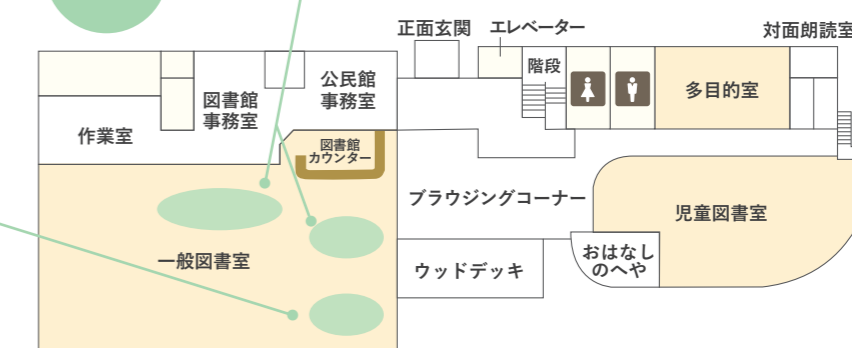 正面玄関
エレベーター
対面朗読室
階段
公民館
事務室
図書館
事務室
多目的室
作業室
図書館
カウンター
ブラウジングコーナー
児童図書室
一般図書室
おはなし
のへや
ウッドデッキ